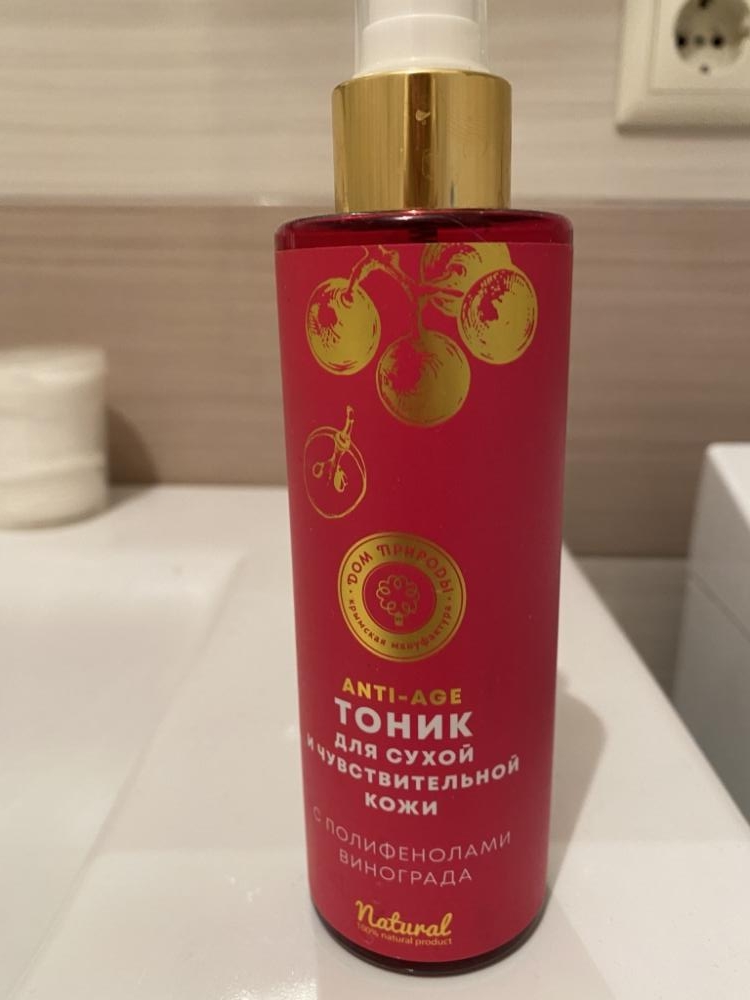 ДОМ ПРИРОДЫ
крымская мануфактура
ANTI-AGE
ТОНИК
ДЛЯ СУХОЙ
И ЧУВСТВИТЕЛЬНОЙ
КОЖИ
С ПОЛИФЕНОЛАМИ
ВИНОГРАДА
Natural
100% natural product